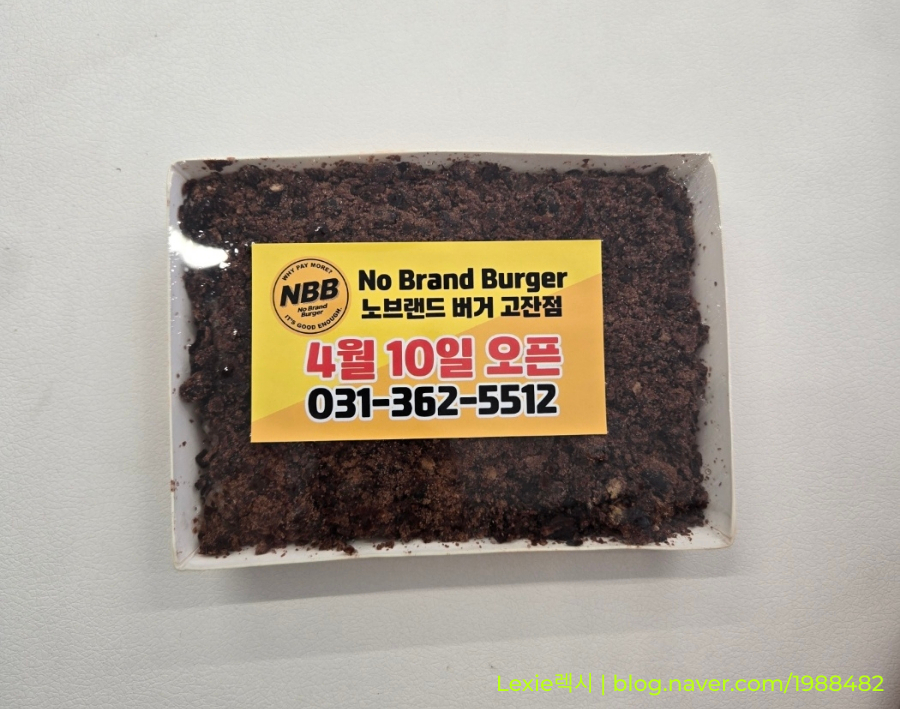 WHY PAY MORE?
NBB
No Brand
Burger
IT'S GOOD ENOUGH.
No Brand Burger
노브랜드 버거 고잔점
4월 10일 오픈
031-362-5512
Lexie렉시 | blog.naver.com/1988482